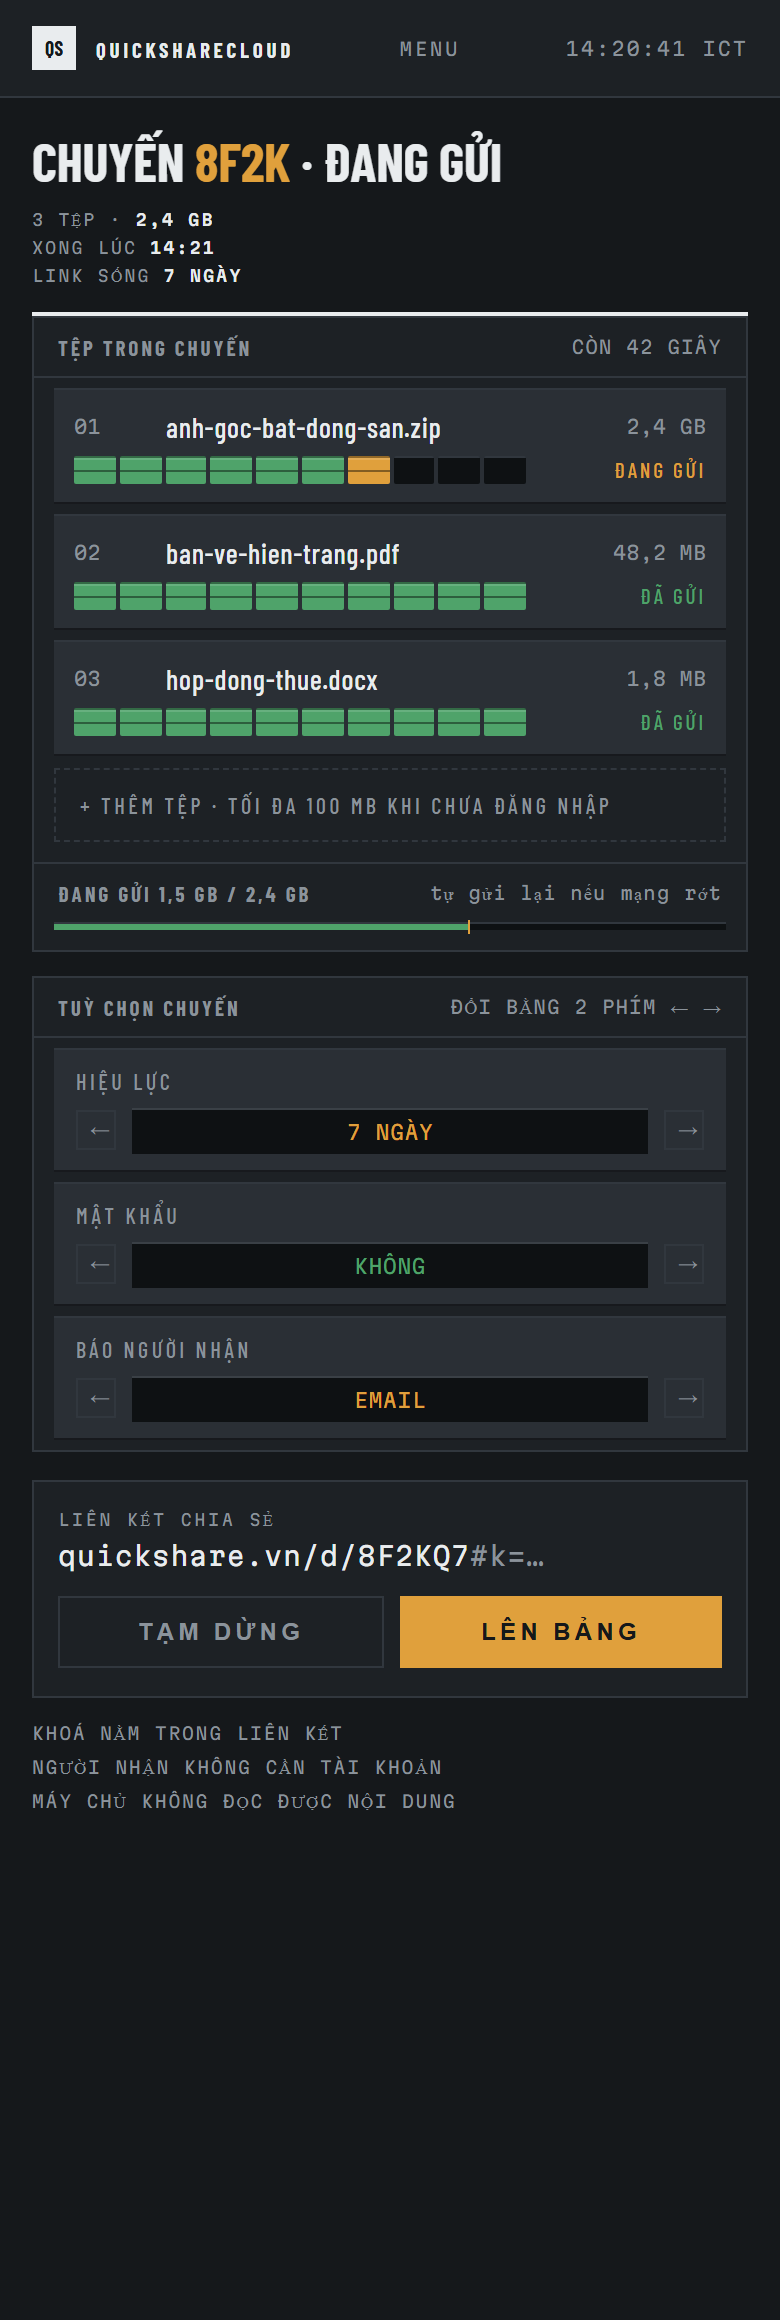 QS QUICKSHARECLOUD MENU 14:20:41 ICT
CHUYẾN 8F2K · ĐANG GỬI
3 TỆP · 2,4 GB
XONG LÚC 14:21
LINK SỐNG 7 NGÀY
TỆP TRONG CHUYẾN CÒN 42 GIÂY
01 anh-goc-bat-dong-san.zip 2,4 GB
ĐANG GỬI
02 ban-ve-hien-trang.pdf 48,2 MB
ĐÃ GỬI
03 hop-dong-thue.docx 1,8 MB
ĐÃ GỬI
+ THÊM TỆP · TỐI ĐA 100 MB KHI CHƯA ĐĂNG NHẬP
ĐANG GỬI 1,5 GB / 2,4 GB tự gửi lại nếu mạng rớt
TUỲ CHỌN CHUYẾN ĐỔI BẰNG 2 PHÍM ← →
HIỆU LỰC
← 7 NGÀY →
MẬT KHẨU
← KHÔNG →
BÁO NGƯỜI NHẬN
← EMAIL →
LIÊN KẾT CHIA SẺ
quickshare.vn/d/8F2KQ7#k=…
TẠM DỪNG LÊN BẢNG
KHOÁ NẰM TRONG LIÊN KẾT
NGƯỜI NHẬN KHÔNG CẦN TÀI KHOẢN
MÁY CHỦ KHÔNG ĐỌC ĐƯỢC NỘI DUNG